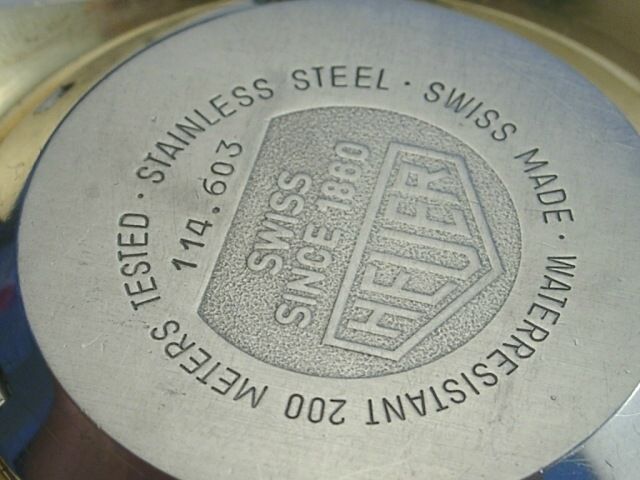 STAINLESS STEEL · SWISS MADE · WATERRESISTANT 200 METERS TESTED ·
114.603
SWISS
SINCE 1860
HEUER